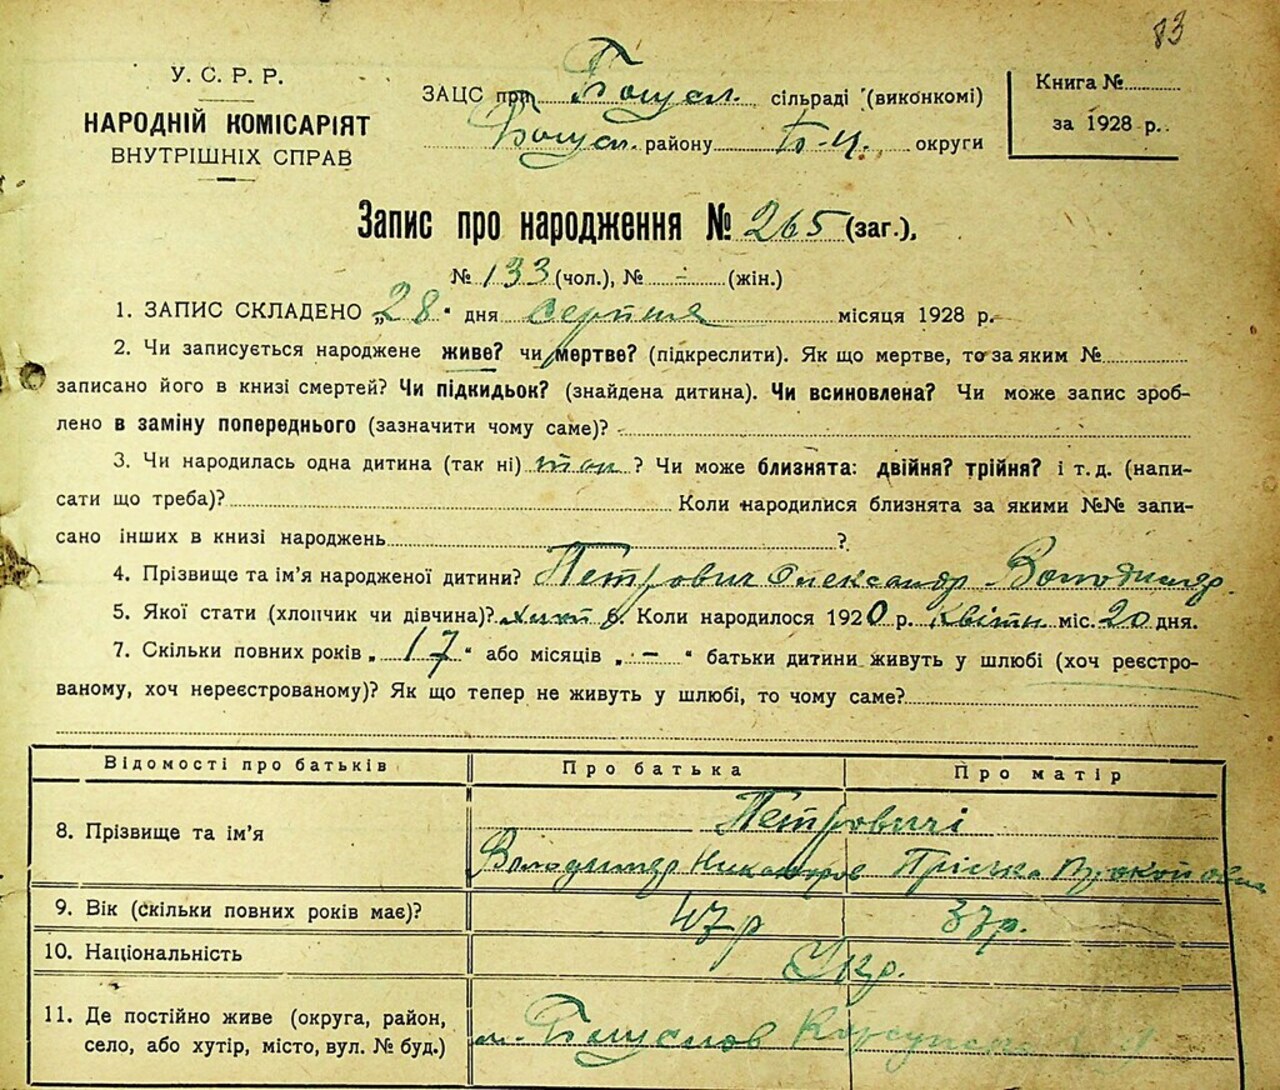 83
У. С. Р. Р.
НАРОДНІЙ КОМІСАРІЯТ
ВНУТРІШНІХ СПРАВ
ЗАЦС при Богусл. сільраді (виконкомі)
Богусл. району Б-Ц. округи
Книга №
за 1928 р.
Запис про народження № 265 (заг.),
№ 133 (чол.), № - (жін.)
1. ЗАПИС СКЛАДЕНО „28" дня серпня місяця 1928 р.
2. Чи записується народжене живе? чи мертве? (підкреслити). Як що мертве, то за яким №
записано його в книзі смертей? Чи підкидьок? (знайдена дитина). Чи всиновлена? Чи може запис зроб-
лено в заміну попереднього (зазначити чому саме)?
3. Чи народилась одна дитина (так ні) так ? Чи може близнята: двійня? трійня? і т. д. (напи-
сати що треба)? Коли народилися близнята за якими №№ запи-
сано інших в книзі народжень ?
4. Прізвище та ім'я народженої дитини? Петрович Олександр Володимир
5. Якої стати (хлопчик чи дівчина)? Коли народилося 1920 р. Квітн. міс. 20 дня.
7. Скільки повних років „17" або місяців „-" батьки дитини живуть у шлюбі (хоч реєстро-
ваному, хоч нереєстрованому)? Як що тепер не живуть у шлюбі, то чому саме?
Відомості про батьків Про батька Про матір
8. Прізвище та ім'я Петровичі
Володимир Никаноров Пріська
9. Вік (скільки повних років має)? 47р 37р.
10. Національність Укр.
11. Де постійно живе (округа, район,
село, або хутір, місто, вул. № буд.) м. Богуслав